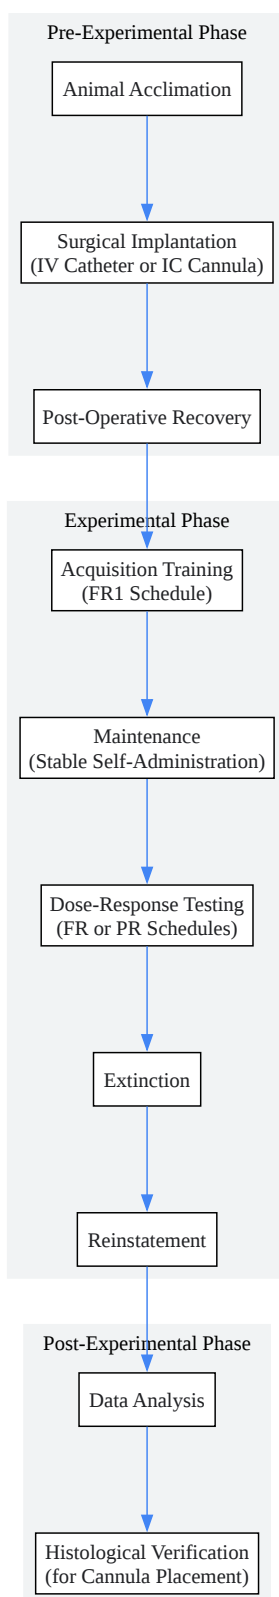 Pre-Experimental Phase
Animal Acclimation
Surgical Implantation
(IV Catheter or IC Cannula)
Post-Operative Recovery
Experimental Phase
Acquisition Training
(FR1 Schedule)
Maintenance
(Stable Self-Administration)
Dose-Response Testing
(FR or PR Schedules)
Extinction
Reinstatement
Post-Experimental Phase
Data Analysis
Histological Verification
(for Cannula Placement)